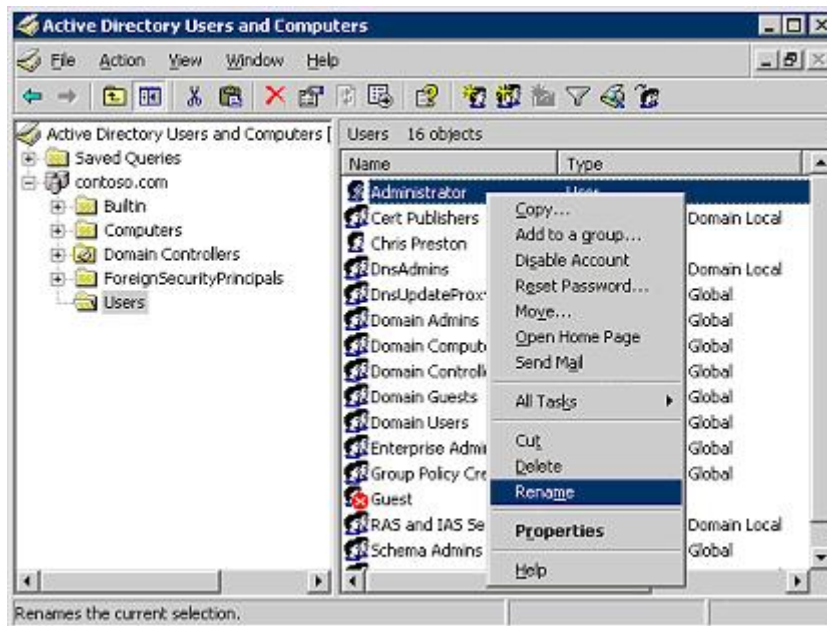 Active Directory Users and Computers
File Action View Window Help
Active Directory Users and Computers [
Saved Queries
contoso.com
Builtin
Computers
Domain Controllers
ForeignSecurityPrincipals
Users
Users 16 objects
Name Type
Administrator User
Cert Publishers Domain Local
Chris Preston
DnsAdmins Domain Local
DnsUpdateProx Global
Domain Admins Global
Domain Compute Global
Domain Controll Global
Domain Guests Global
Domain Users Global
Enterprise Admi Global
Group Policy Cre Global
Guest
RAS and IAS Se Domain Local
Schema Admins Global
Copy...
Add to a group...
Disable Account
Reset Password...
Move...
Open Home Page
Send Mail
All Tasks
Cut
Delete
Rename
Properties
Help
Renames the current selection.